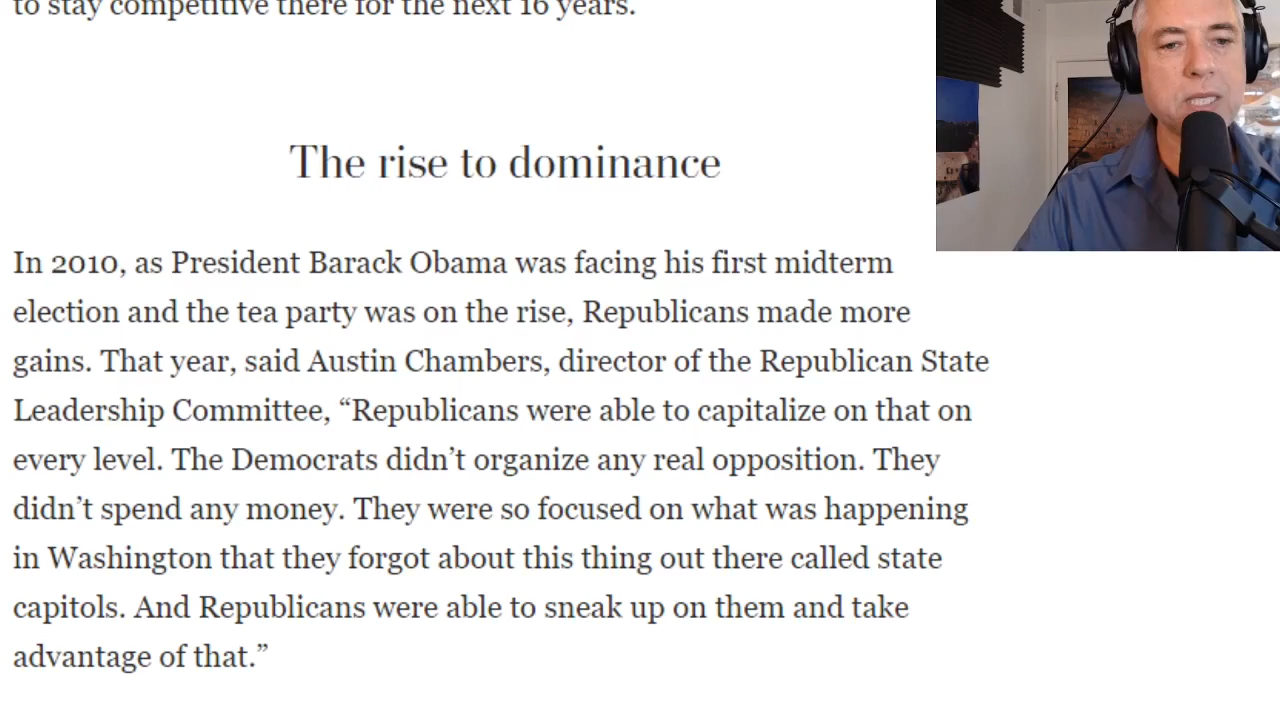 to stay competitive there for the next 16 years.
The rise to dominance
In 2010, as President Barack Obama was facing his first midterm
election and the tea party was on the rise, Republicans made more
gains. That year, said Austin Chambers, director of the Republican State
Leadership Committee, “Republicans were able to capitalize on that on
every level. The Democrats didn’t organize any real opposition. They
didn’t spend any money. They were so focused on what was happening
in Washington that they forgot about this thing out there called state
capitols. And Republicans were able to sneak up on them and take
advantage of that.”